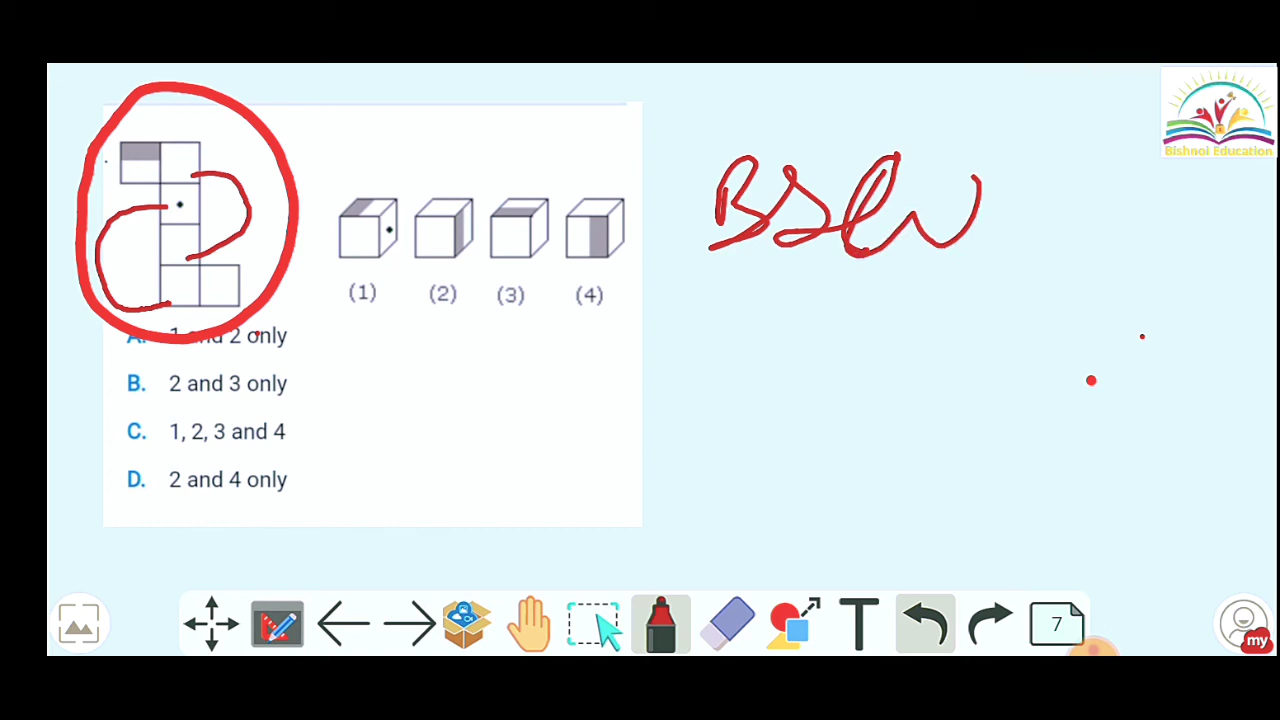 Bishnoi Education
(1) (2) (3) (4)
A. 1 and 2 only
B. 2 and 3 only
C. 1, 2, 3 and 4
D. 2 and 4 only
T
7
my